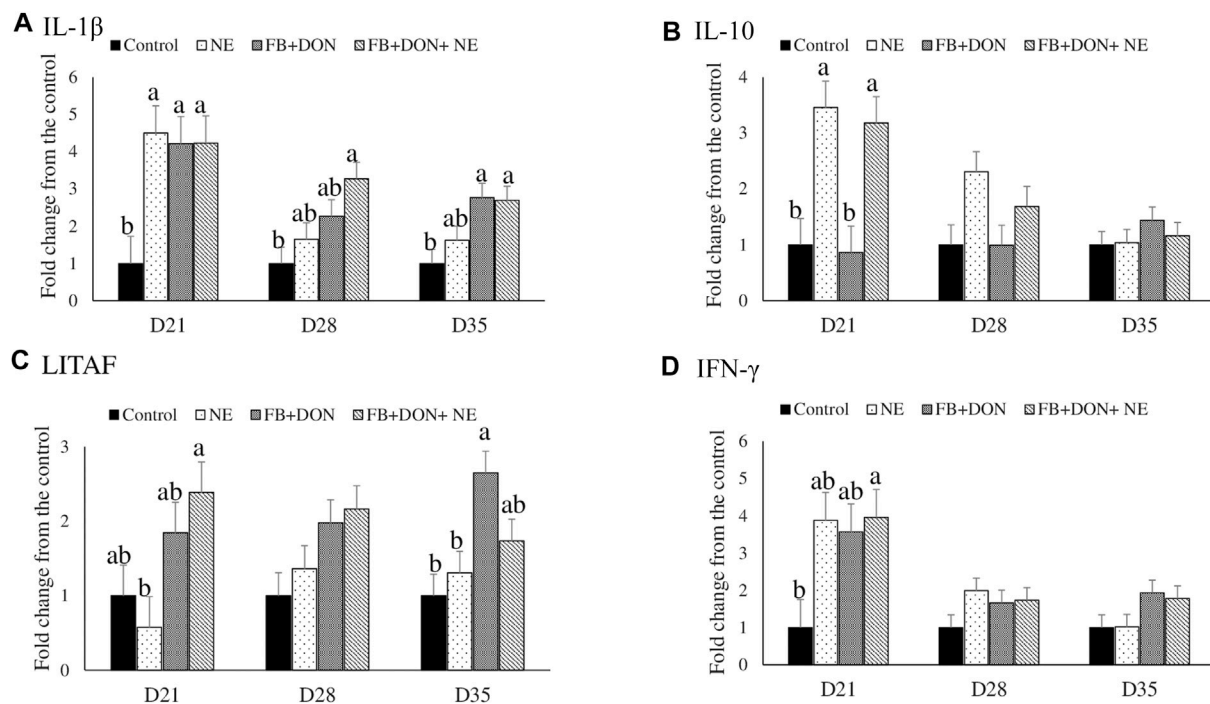 A IL-1β
Control NE FB+DON FB+DON+ NE
Fold change from the control
6
5
4
3
2
1
0
b a a a
b ab ab a
b ab a a
D21 D28 D35
B IL-10
Control NE FB+DON FB+DON+ NE
Fold change from the control
4
3
2
1
0
b a b a
D21 D28 D35
C LITAF
Control NE FB+DON FB+DON+ NE
Fold change from the control
3
2
1
0
ab b ab a
b b a ab
D21 D28 D35
D IFN-γ
Control NE FB+DON FB+DON+ NE
Fold change from the control
6
5
4
3
2
1
0
b ab ab a
D21 D28 D35